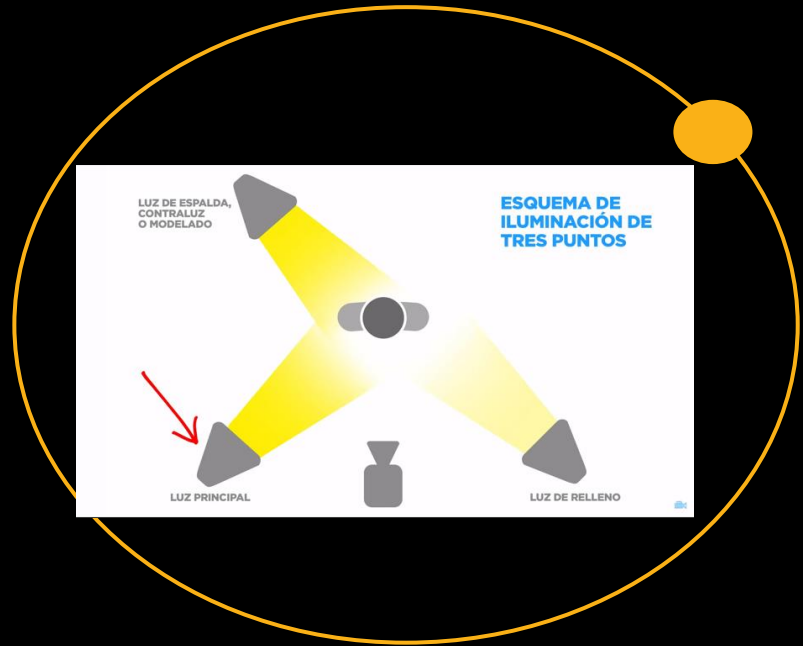 LUZ DE ESPALDA,
CONTRALUZ
O MODELADO
ESQUEMA DE
ILUMINACIÓN DE
TRES PUNTOS
LUZ PRINCIPAL
LUZ DE RELLENO